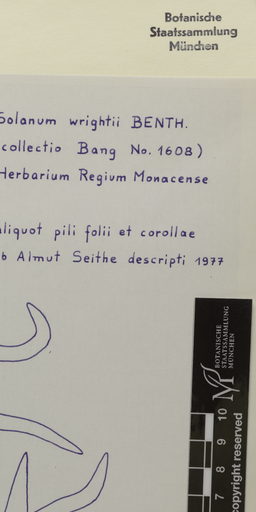 Botanische
Staatssammlung
München
Solanum wrightii BENTH.
collectio Bang No. 1608)
Herbarium Regium Monacense
aliquot pili folii et corollae
ab Almut Seithe descripti 1977
BOTANISCHE
STAATSSAMMLUNG
MÜNCHEN
7 8 9 10
copyright reserved